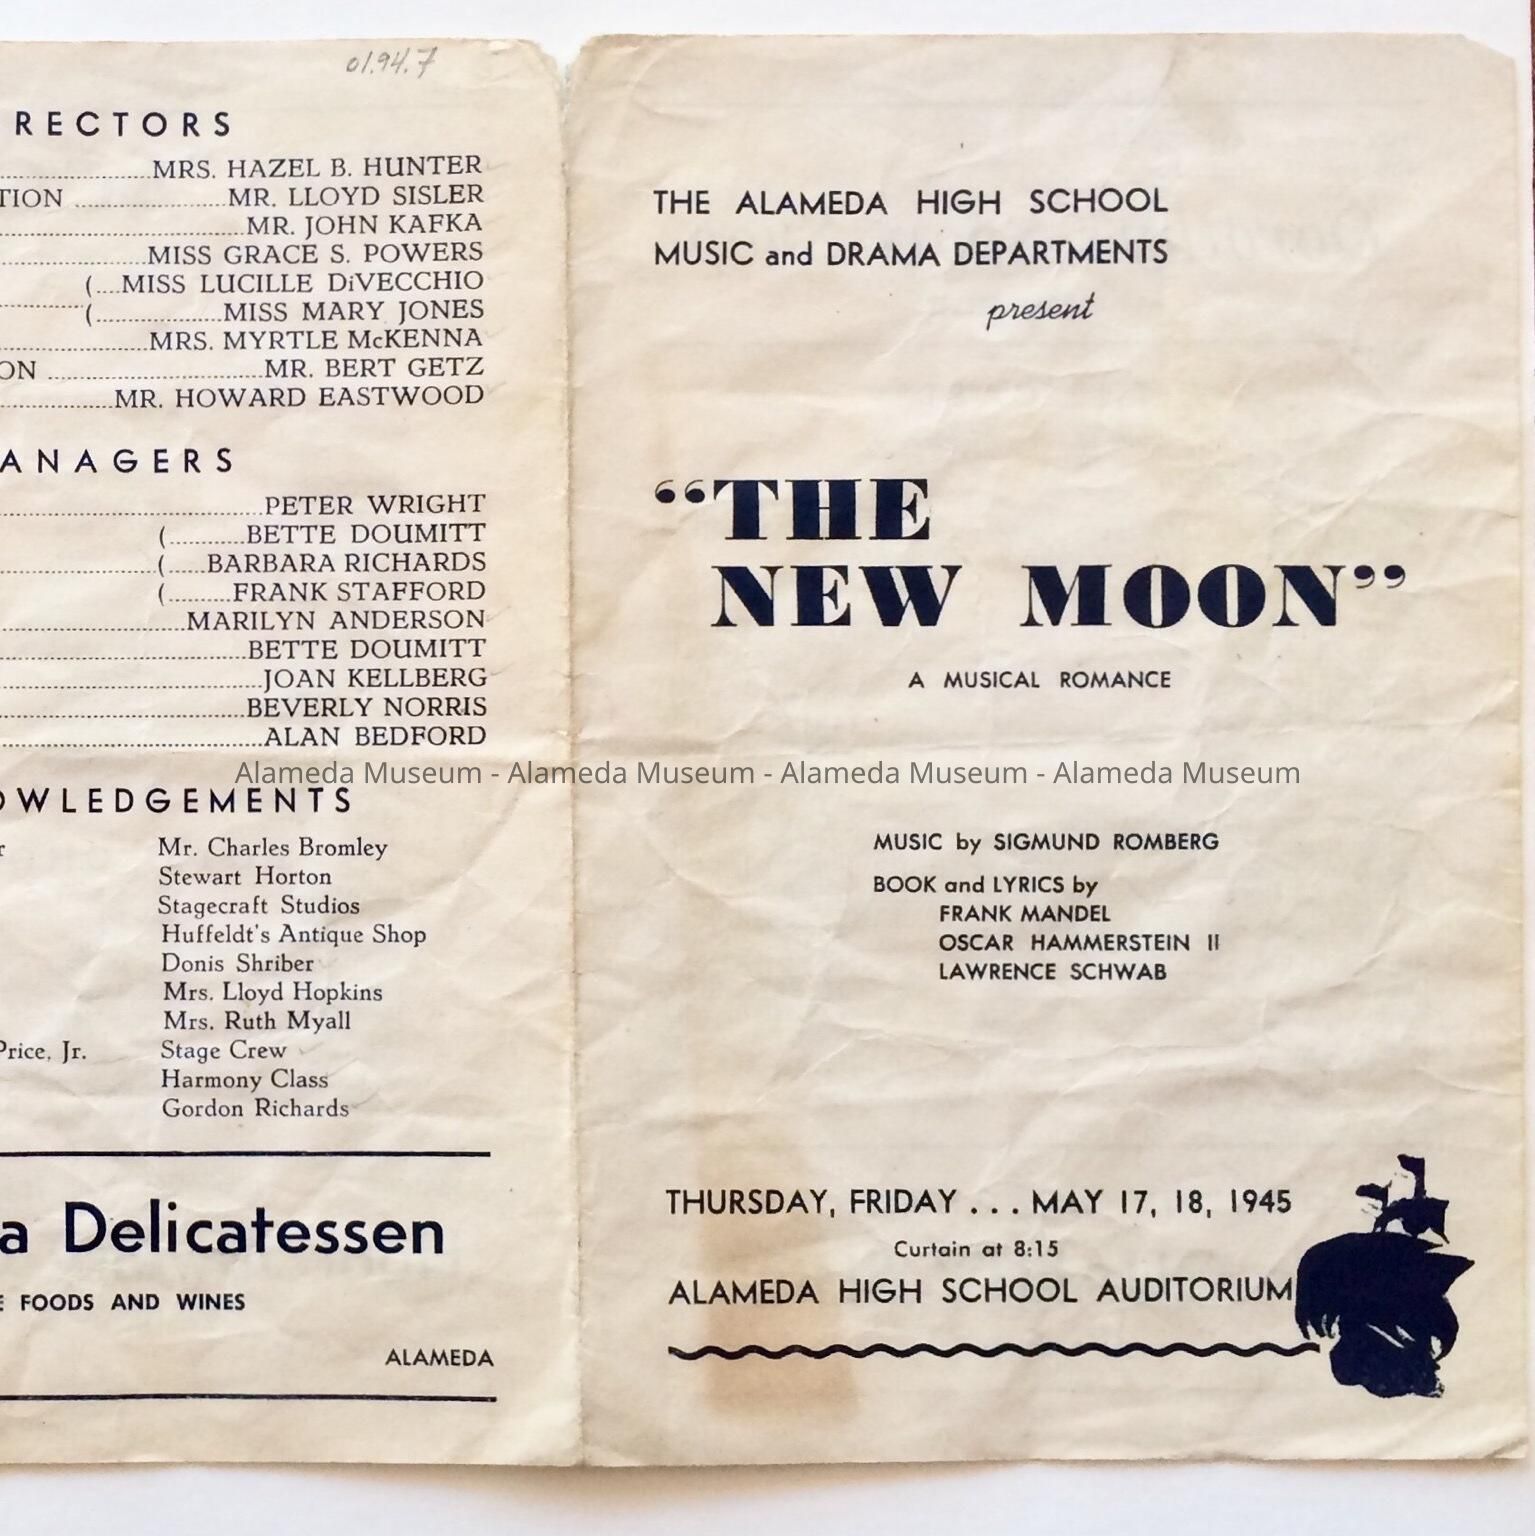 01.94.7
RECTORS
MRS. HAZEL B. HUNTER
TION ........................ MR. LLOYD SISLER
MR. JOHN KAFKA
MISS GRACE S. POWERS
(....MISS LUCILLE DiVECCHIO
(....................MISS MARY JONES
MRS. MYRTLE McKENNA
ON ..................................MR. BERT GETZ
MR. HOWARD EASTWOOD
ANAGERS
PETER WRIGHT
(............BETTE DOUMITT
(......BARBARA RICHARDS
(..........FRANK STAFFORD
MARILYN ANDERSON
BETTE DOUMITT
JOAN KELLBERG
BEVERLY NORRIS
ALAN BEDFORD
OWLEDGEMENTS
r Mr. Charles Bromley
Stewart Horton
Stagecraft Studios
Huffeldt's Antique Shop
Donis Shriber
Mrs. Lloyd Hopkins
Mrs. Ruth Myall
Price, Jr. Stage Crew
Harmony Class
Gordon Richards
a Delicatessen
E FOODS AND WINES
ALAMEDA
THE ALAMEDA HIGH SCHOOL
MUSIC and DRAMA DEPARTMENTS
present
“THE
NEW MOON”
A MUSICAL ROMANCE
Alameda Museum - Alameda Museum - Alameda Museum - Alameda Museum
MUSIC by SIGMUND ROMBERG
BOOK and LYRICS by
FRANK MANDEL
OSCAR HAMMERSTEIN II
LAWRENCE SCHWAB
THURSDAY, FRIDAY . . . MAY 17, 18, 1945
Curtain at 8:15
ALAMEDA HIGH SCHOOL AUDITORIUM